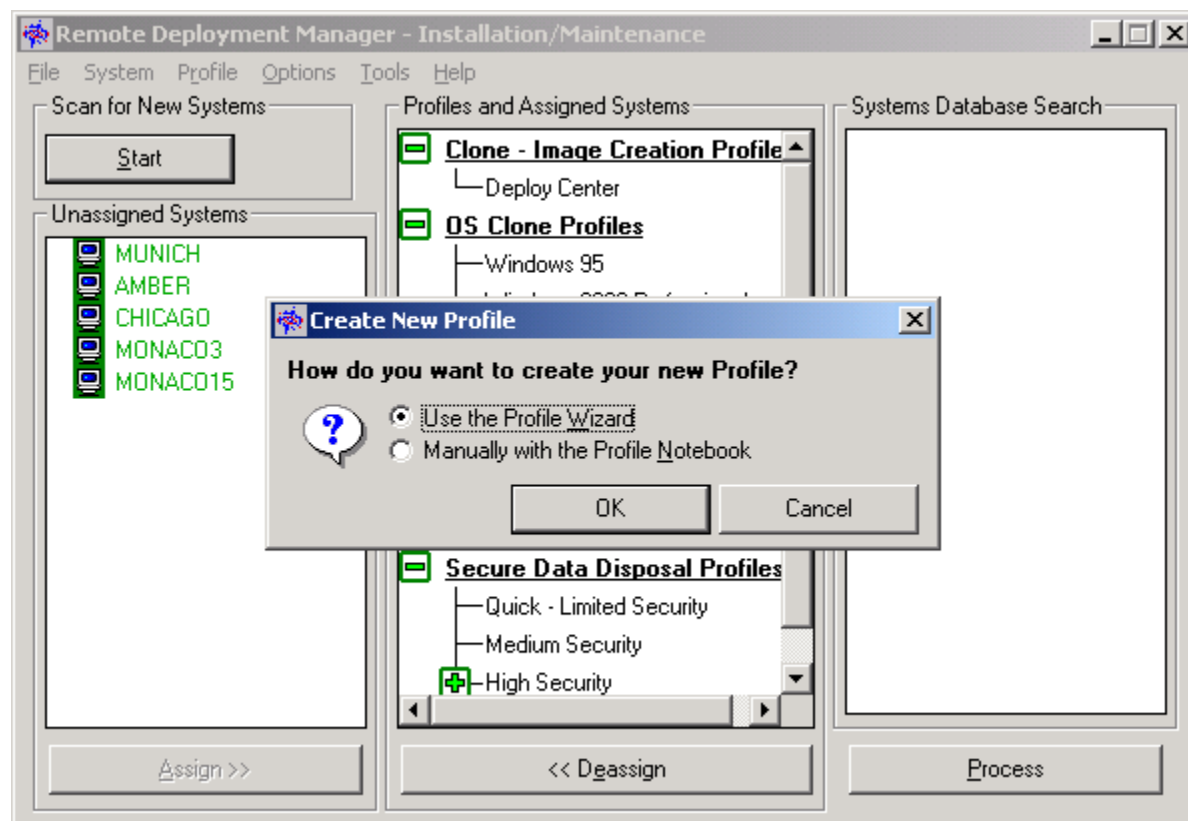 Remote Deployment Manager - Installation/Maintenance
File System Profile Options Tools Help
Scan for New Systems
Start
Unassigned Systems
MUNICH
AMBER
CHICAGO
MONACO3
MONACO15
Assign >>
Profiles and Assigned Systems
Clone - Image Creation Profile
Deploy Center
OS Clone Profiles
Windows 95
Create New Profile
How do you want to create your new Profile?
?
Use the Profile Wizard
Manually with the Profile Notebook
OK Cancel
Secure Data Disposal Profiles
Quick - Limited Security
Medium Security
High Security
<< Deassign
Systems Database Search
Process